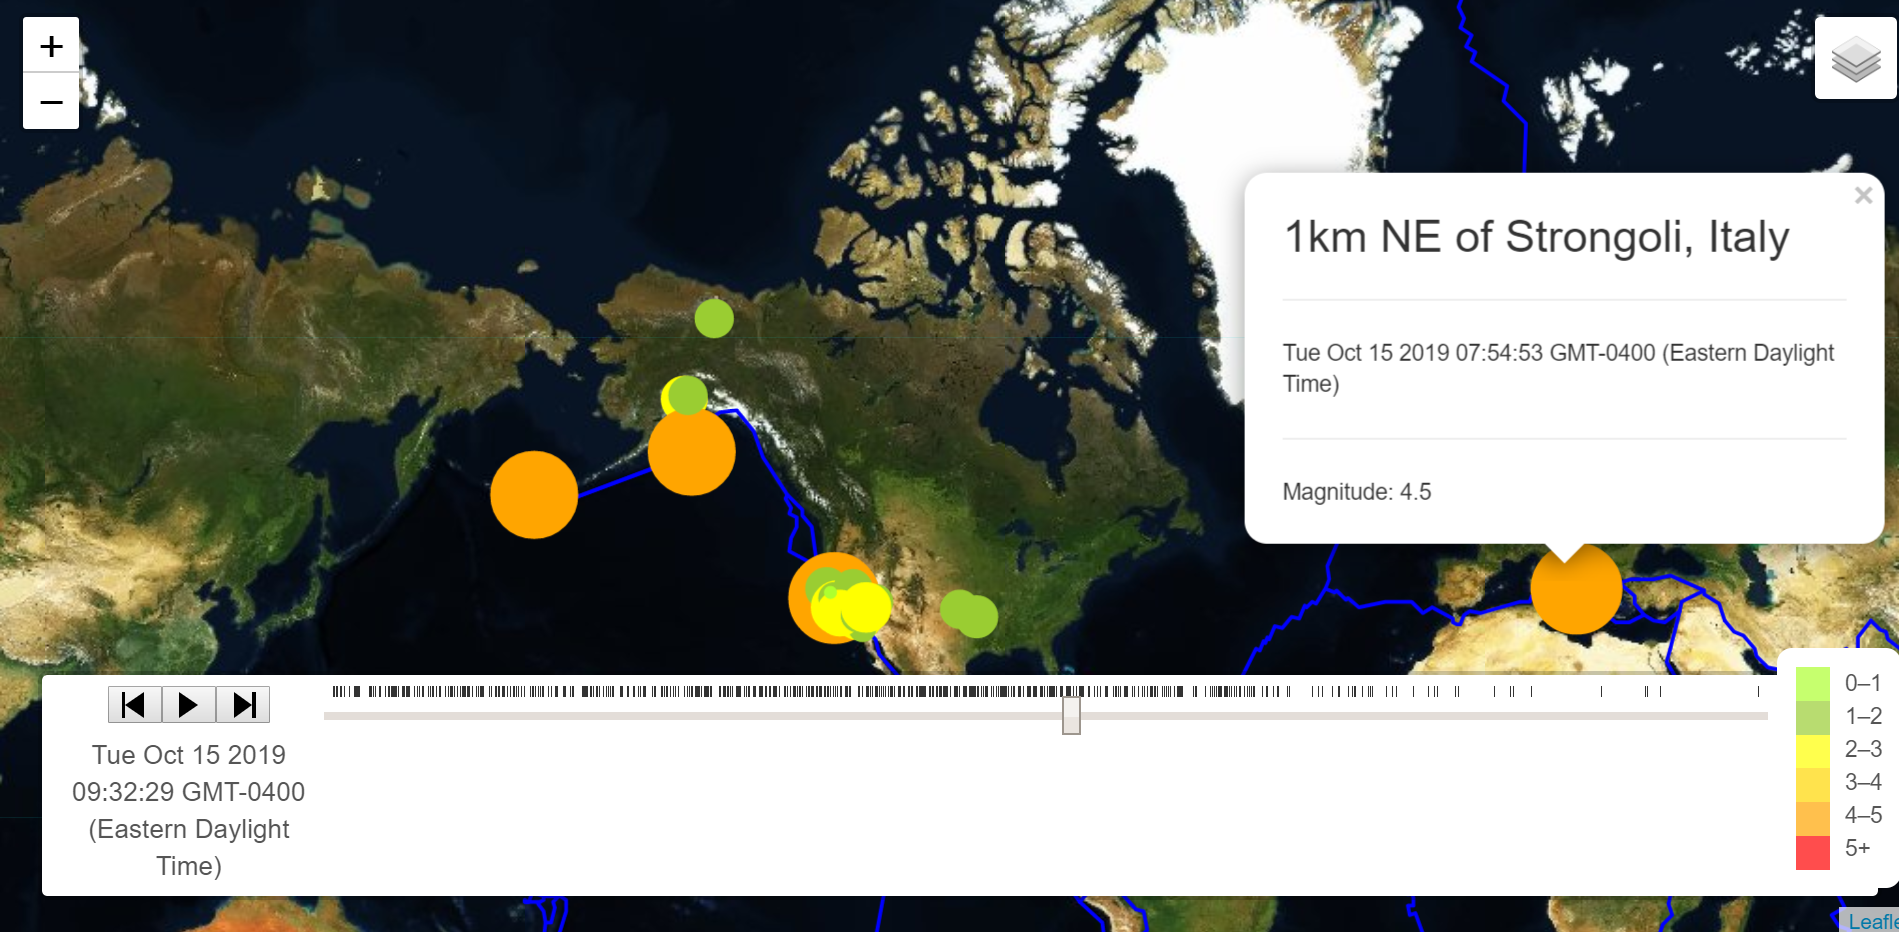 +
−
×
1km NE of Strongoli, Italy
Tue Oct 15 2019 07:54:53 GMT-0400 (Eastern Daylight
Time)
Magnitude: 4.5
Tue Oct 15 2019
09:32:29 GMT-0400
(Eastern Daylight
Time)
0–1
1–2
2–3
3–4
4–5
5+
Leafle